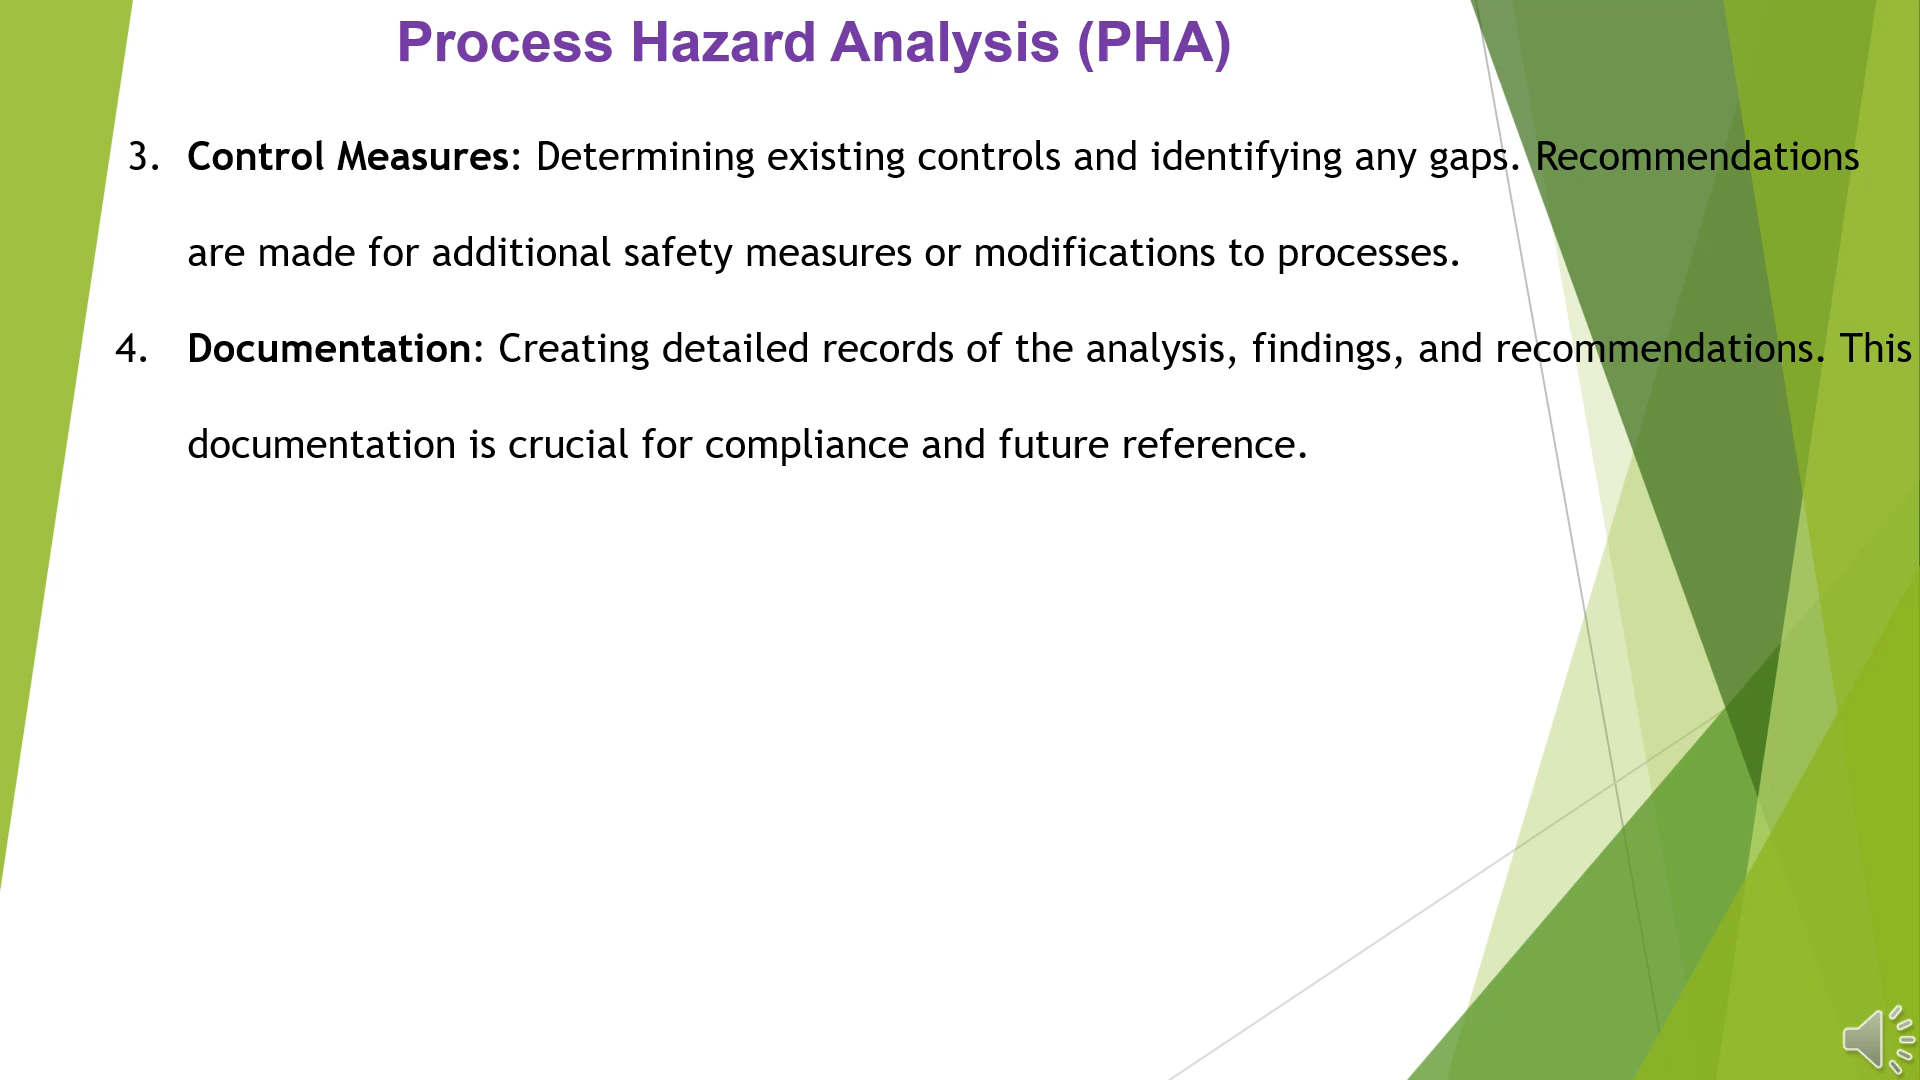 Process Hazard Analysis (PHA)
3. Control Measures: Determining existing controls and identifying any gaps. Recommendations
are made for additional safety measures or modifications to processes.
4. Documentation: Creating detailed records of the analysis, findings, and recommendations. This
documentation is crucial for compliance and future reference.